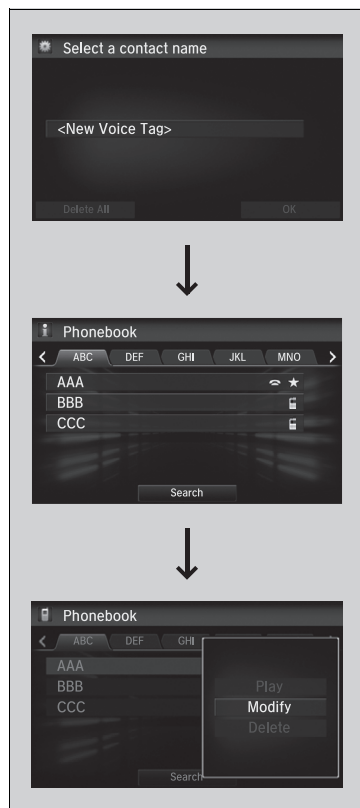 Select a contact name
<New Voice Tag>
Delete All OK
Phonebook
ABC DEF GHI JKL MNO
AAA
BBB
CCC
Search
Phonebook
ABC DEF GHI
AAA
BBB
CCC
Play
Modify
Delete
Search